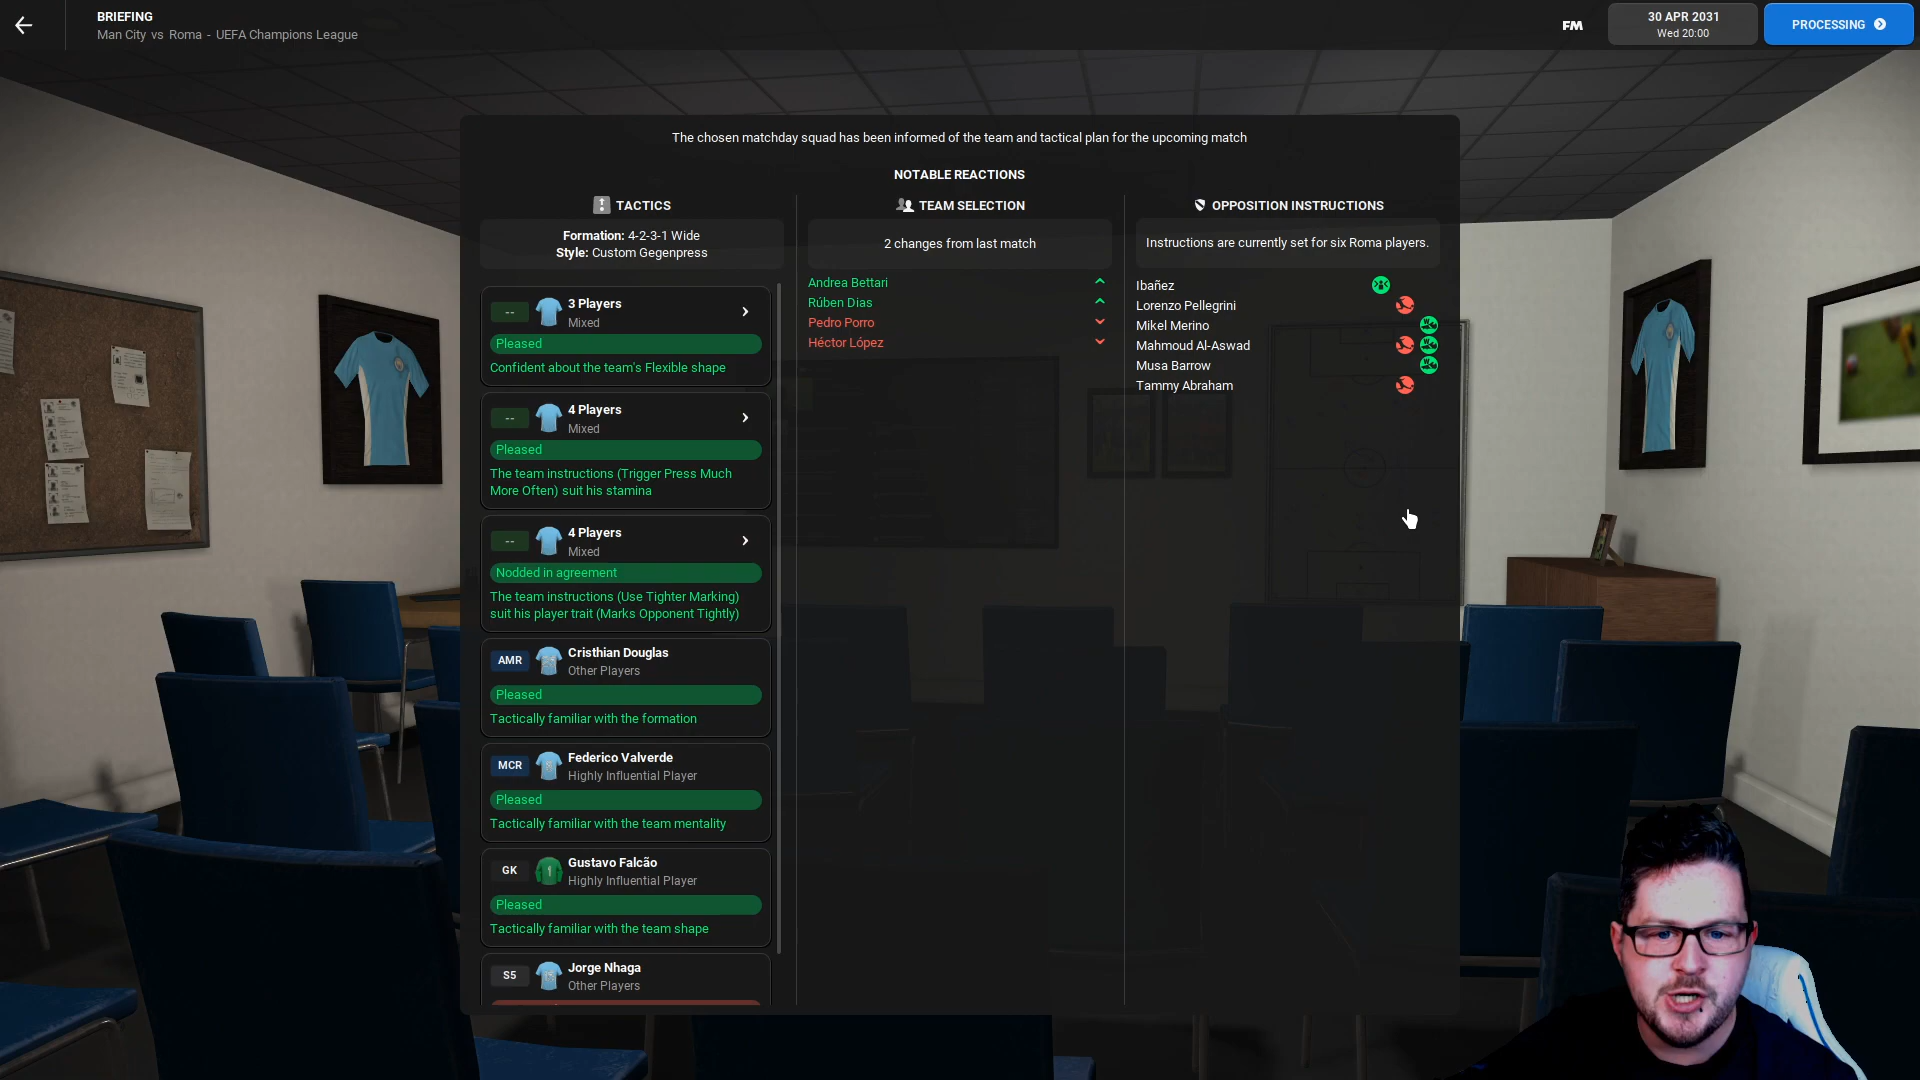 BRIEFING
Man City vs Roma - UEFA Champions League
FM
30 APR 2031
Wed 20:00
PROCESSING
The chosen matchday squad has been informed of the team and tactical plan for the upcoming match
NOTABLE REACTIONS
TACTICS
Formation: 4-2-3-1 Wide
Style: Custom Gegenpress
--
3 Players
Mixed
Pleased
Confident about the team's Flexible shape
--
4 Players
Mixed
Pleased
The team instructions (Trigger Press Much
More Often) suit his stamina
--
4 Players
Mixed
Nodded in agreement
The team instructions (Use Tighter Marking)
suit his player trait (Marks Opponent Tightly)
AMR
Cristhian Douglas
Other Players
Pleased
Tactically familiar with the formation
MCR
Federico Valverde
Highly Influential Player
Pleased
Tactically familiar with the team mentality
GK
1
Gustavo Falcão
Highly Influential Player
Pleased
Tactically familiar with the team shape
S5
Jorge Nhaga
Other Players
TEAM SELECTION
2 changes from last match
Andrea Bettari
Rúben Dias
Pedro Porro
Héctor López
OPPOSITION INSTRUCTIONS
Instructions are currently set for six Roma players.
Ibañez
Lorenzo Pellegrini
Mikel Merino
Mahmoud Al-Aswad
Musa Barrow
Tammy Abraham